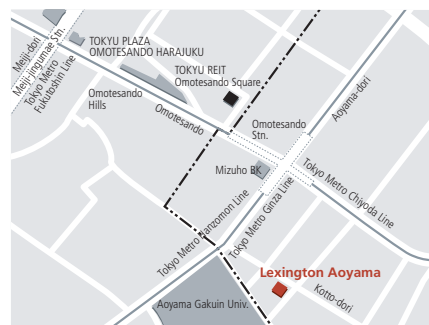 Meiji-dori
Meiji-jingumae Stn.
Tokyo Metro
Fukutoshin Line
TOKYU PLAZA
OMOTESANDO HARAJUKU
TOKYU REIT
Omotesando Square
Omotesando
Hills
Omotesando
Omotesando
Stn.
Aoyama-dori
Mizuho BK
Tokyo Metro Chiyoda Line
Tokyo Metro Hanzomon Line
Tokyo Metro Ginza Line
Lexington Aoyama
Kotto-dori
Aoyama Gakuin Univ.